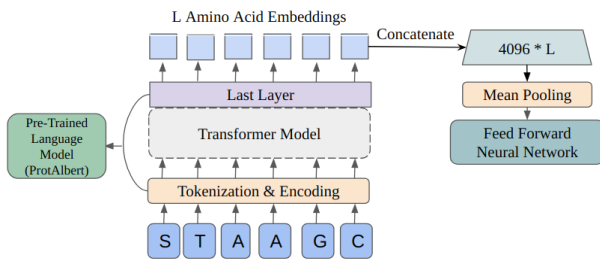 L Amino Acid Embeddings
Concatenate
4096 * L
Last Layer
Mean Pooling
Transformer Model
Feed Forward
Neural Network
Pre-Trained
Language
Model
(ProtAlbert)
Tokenization & Encoding
S T A A G C